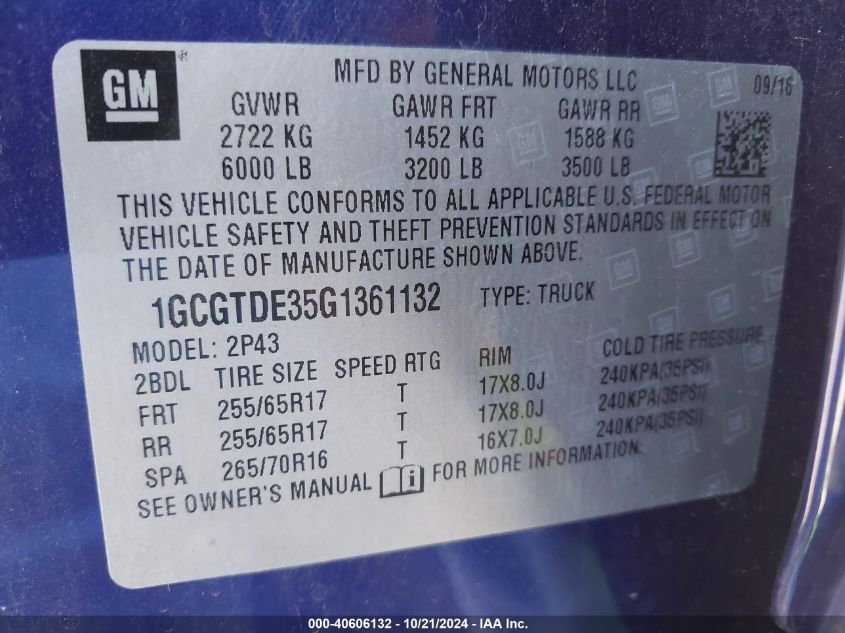 GM ®
MFD BY GENERAL MOTORS LLC 09/16
GVWR GAWR FRT GAWR RR
2722 KG 1452 KG 1588 KG
6000 LB 3200 LB 3500 LB
THIS VEHICLE CONFORMS TO ALL APPLICABLE U.S. FEDERAL MOTOR
VEHICLE SAFETY AND THEFT PREVENTION STANDARDS IN EFFECT ON
THE DATE OF MANUFACTURE SHOWN ABOVE.
1GCGTDE35G1361132 TYPE: TRUCK
MODEL: 2P43
2BDL TIRE SIZE SPEED RTG RIM COLD TIRE PRESSURE
FRT 255/65R17 T 17X8.0J 240KPA(35PSI)
RR 255/65R17 T 17X8.0J 240KPA(35PSI)
SPA 265/70R16 T 16X7.0J 240KPA(35PSI)
SEE OWNER'S MANUAL FOR MORE INFORMATION.
000-40606132 - 10/21/2024 - IAA Inc.